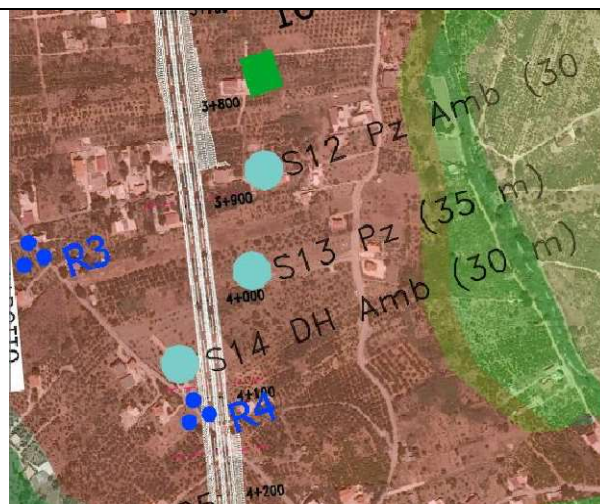 3+800
S12 Pz Amb (30
3+900
S13 Pz (35 m)
R3
4+000
S14 DH Amb (30 m)
4+100
R4
4+200